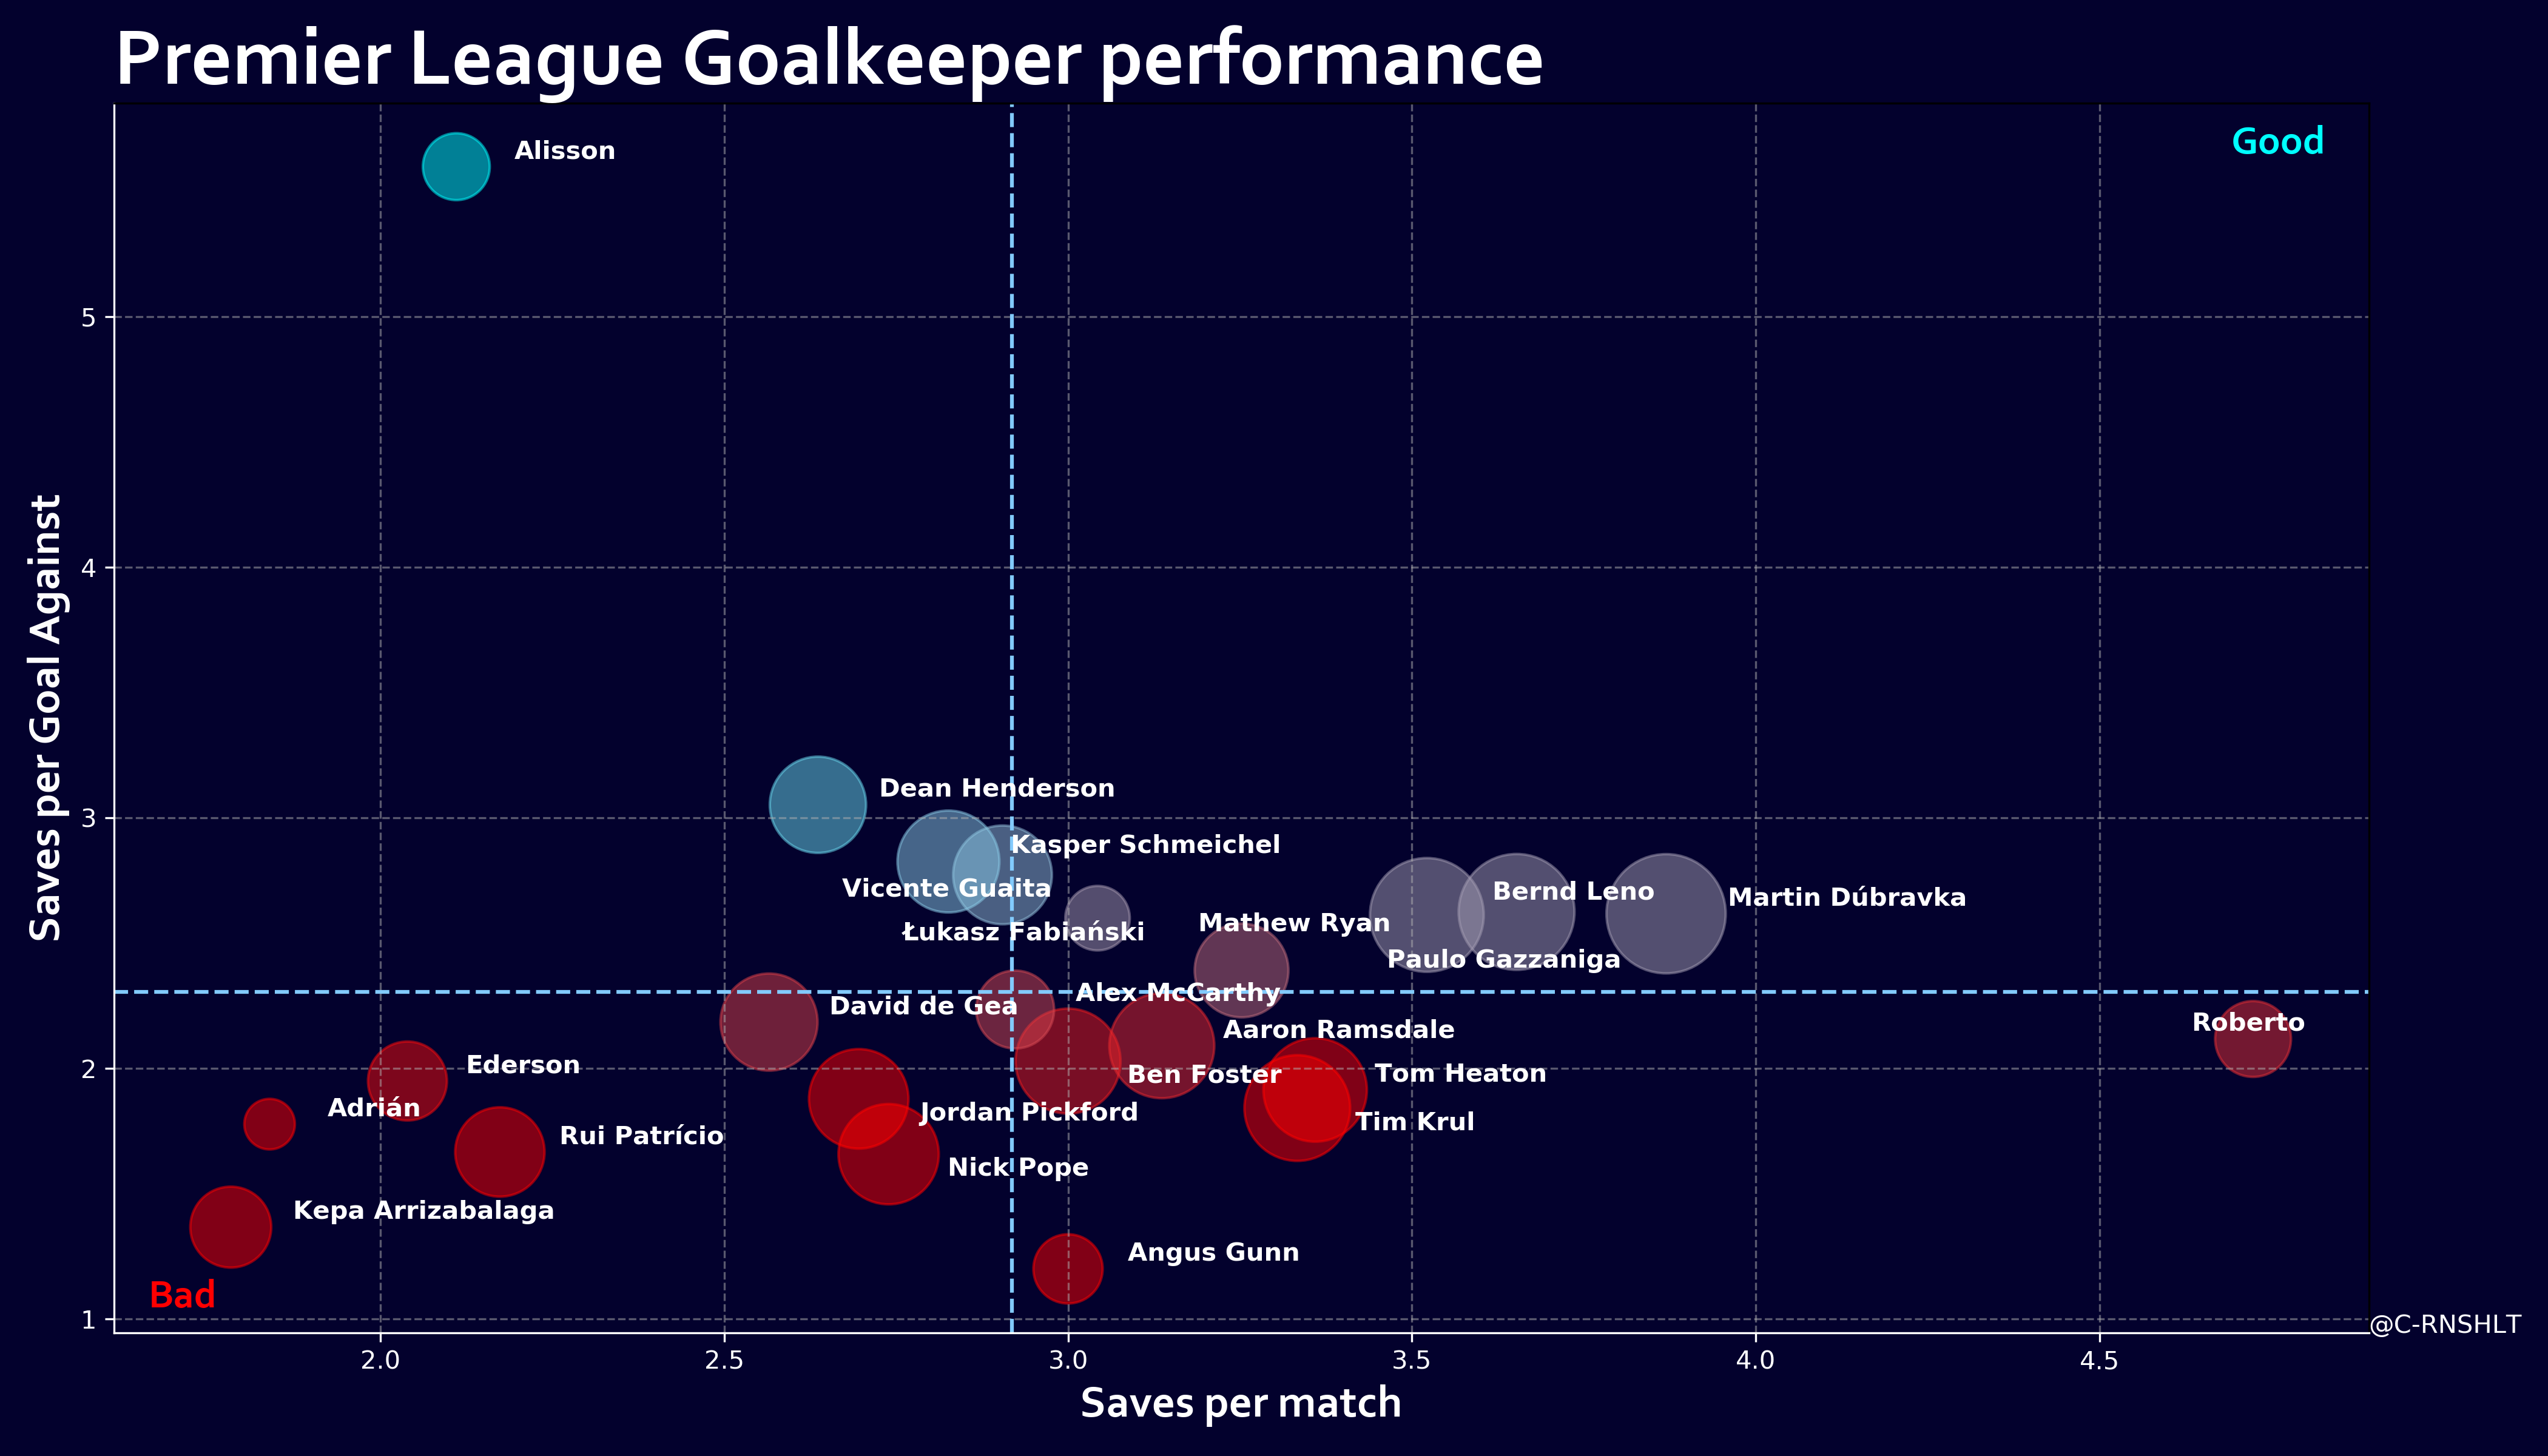 Premier League Goalkeeper performance
Alisson
Good
5
4
Saves per Goal Against
3
Dean Henderson
Kasper Schmeichel
Vicente Guaita
Bernd Leno
Martin Dúbravka
Mathew Ryan
Łukasz Fabiański
Paulo Gazzaniga
Alex McCarthy
David de Gea
Roberto
Aaron Ramsdale
2
Ederson
Tom Heaton
Ben Foster
Adrián
Jordan Pickford
Tim Krul
Rui Patrício
Nick Pope
Kepa Arrizabalaga
Angus Gunn
Bad
1
@C-RNSHLT
2.0 2.5 3.0 3.5 4.0 4.5
Saves per match